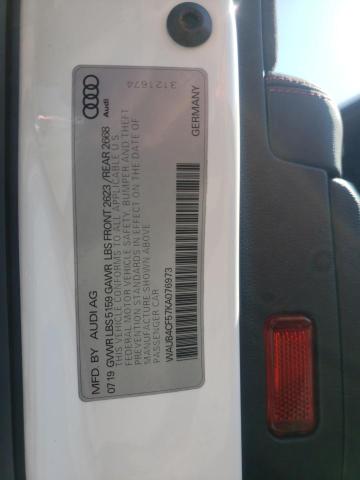 MFD. BY AUDI AG
07 19 GVWR LBS 5159 GAWR LBS FRONT 2623 / REAR 2668
THIS VEHICLE CONFORMS TO ALL APPLICABLE U.S.
FEDERAL MOTOR VEHICLE SAFETY, BUMPER AND THEFT
PREVENTION STANDARDS IN EFFECT ON THE DATE OF
MANUFACTURE SHOWN ABOVE
PASSENGER CAR
WAUB4CF57KA076973
GERMANY
3121674
Audi